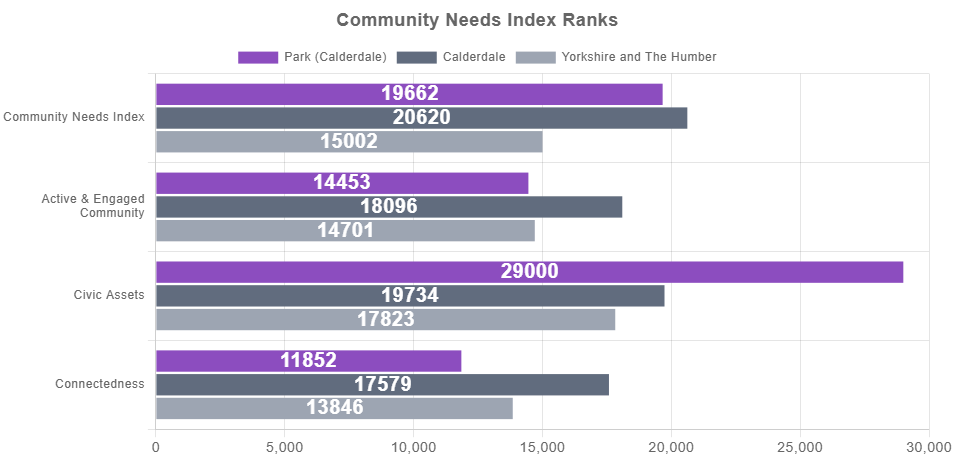 Community Needs Index Ranks
Park (Calderdale) Calderdale Yorkshire and The Humber
Community Needs Index
19662
20620
15002
Active & Engaged
Community
14453
18096
14701
Civic Assets
29000
19734
17823
Connectedness
11852
17579
13846
0 5,000 10,000 15,000 20,000 25,000 30,000